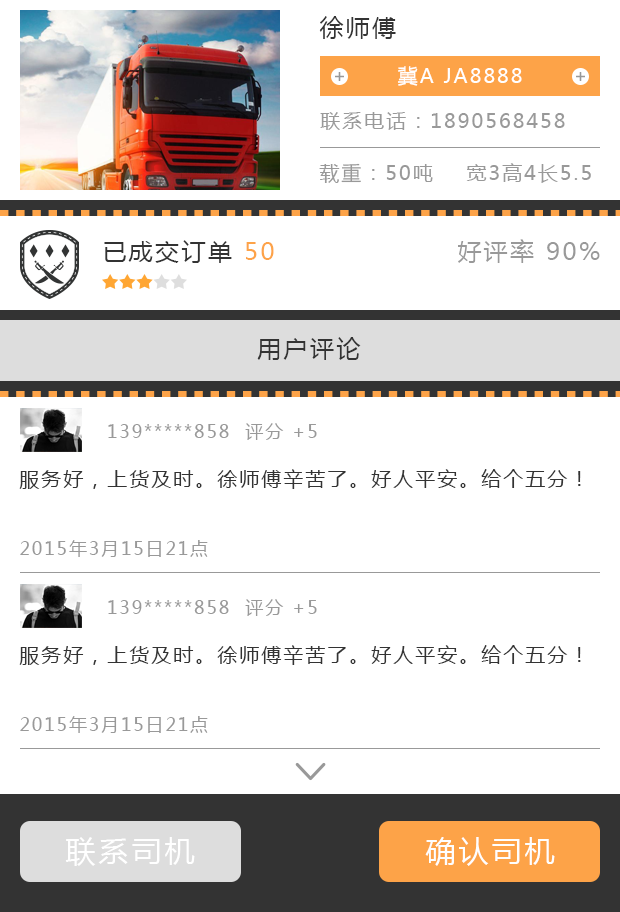 徐师傅
冀A JA8888
联系电话：1890568458
载重：50吨 宽3高4长5.5
已成交订单 50
好评率 90%
用户评论
139*****858 评分 +5
服务好，上货及时。徐师傅辛苦了。好人平安。给个五分！
2015年3月15日21点
139*****858 评分 +5
服务好，上货及时。徐师傅辛苦了。好人平安。给个五分！
2015年3月15日21点
联系司机
确认司机